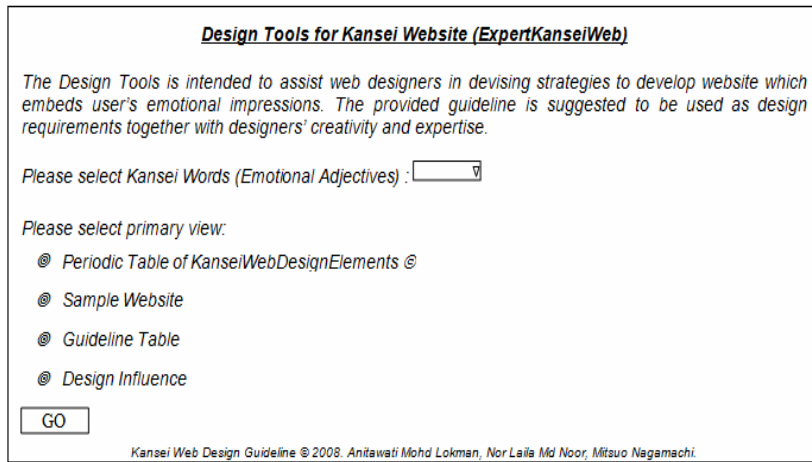 Design Tools for Kansei Website (ExpertKanseiWeb)
The Design Tools is intended to assist web designers in devising strategies to develop website which
embeds user's emotional impressions. The provided guideline is suggested to be used as design
requirements together with designers' creativity and expertise.
Please select Kansei Words (Emotional Adjectives) :
Please select primary view:
Periodic Table of KanseiWebDesignElements ©
Sample Website
Guideline Table
Design Influence
GO
Kansei Web Design Guideline © 2008. Anitawati Mohd Lokman, Nor Laila Md Noor, Mitsuo Nagamachi.